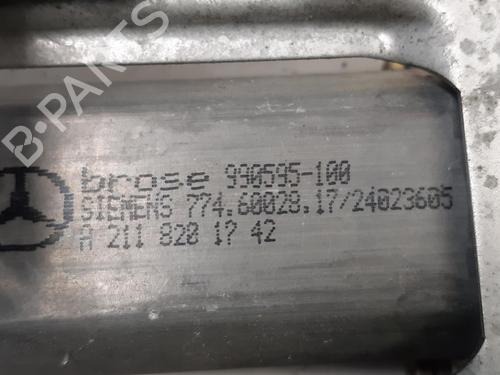 B-PARTS
brose 990595-100
SIEMENS 774.60028.17/24023605
A 211 820 17 42